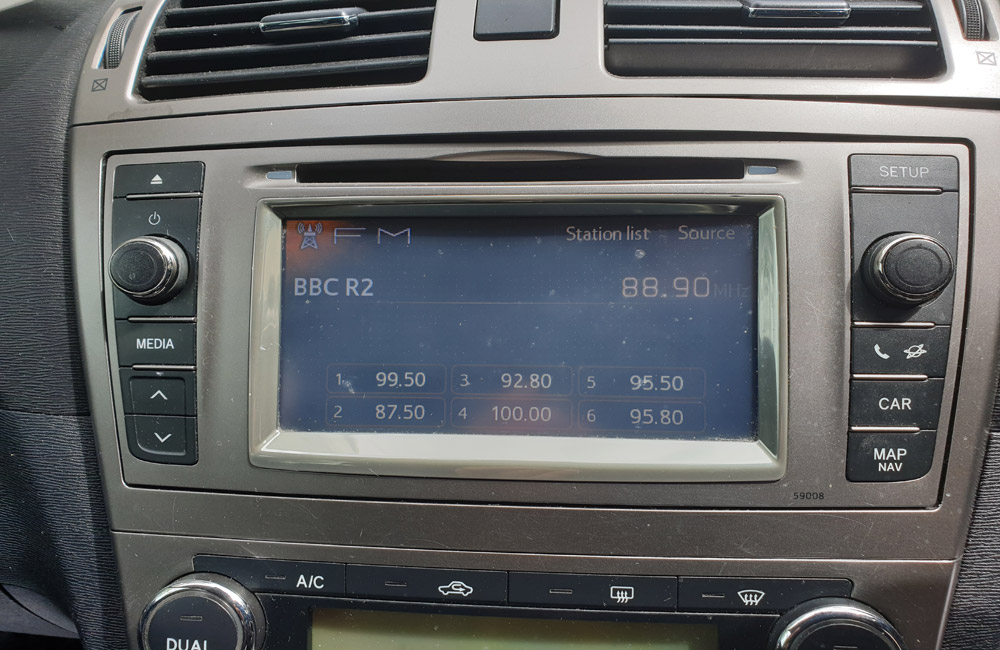 SETUP
FM Station list Source
BBC R2 88.90 MHz
MEDIA
1 99.50 3 92.80 5 95.50
2 87.50 4 100.00 6 95.80
CAR
MAP
NAV
59008
A/C
DUAL